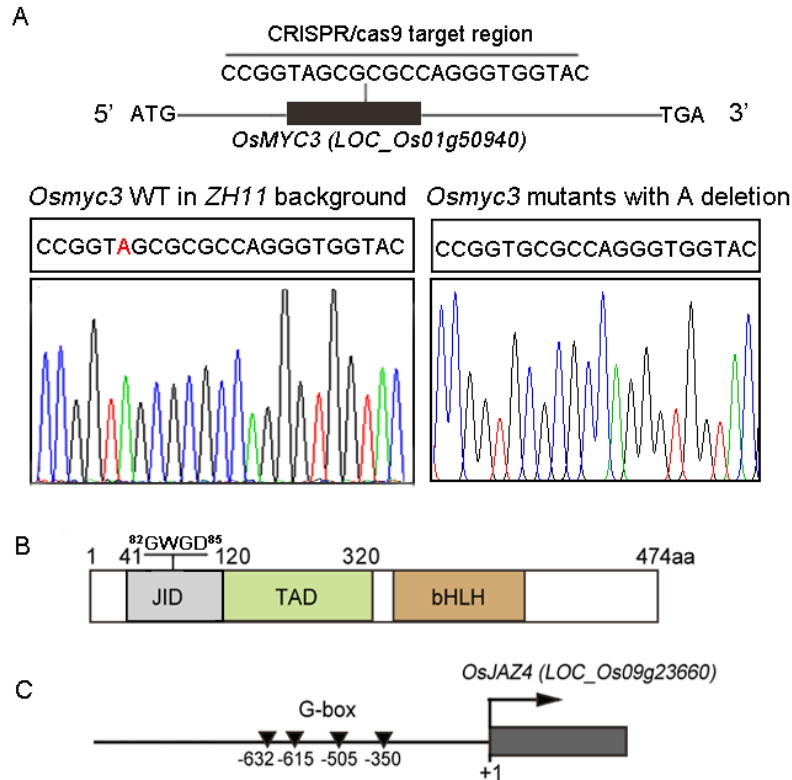 A
CRISPR/cas9 target region
CCGGTAGCGCGCCAGGGTGGTAC
5’ ATG TGA 3’
OsMYC3 (LOC_Os01g50940)
Osmyc3 WT in ZH11 background
Osmyc3 mutants with A deletion
CCGGTAGCGCGCCAGGGTGGTAC
CCGGTGCGCCAGGGTGGTAC
B
⁸²GWGD⁸⁵
1 41 120 320 474aa
JID TAD bHLH
C
OsJAZ4 (LOC_Os09g23660)
G-box
-632 -615 -505 -350
+1